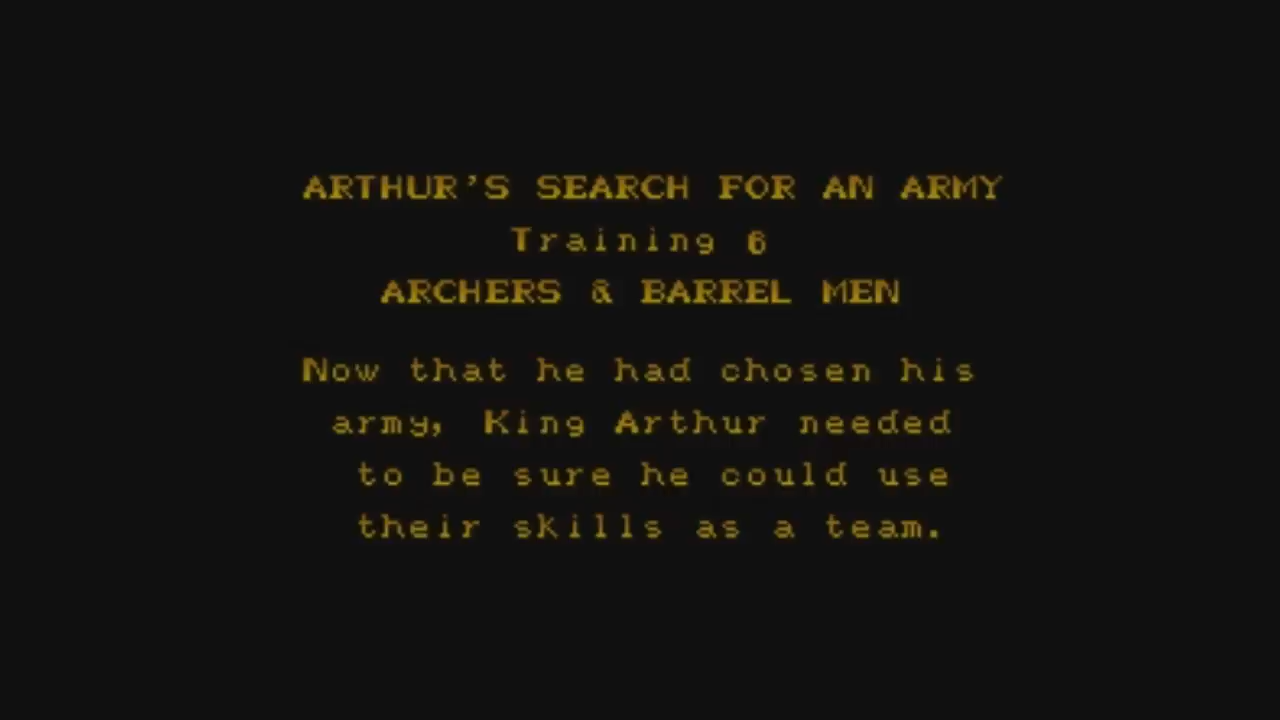 ARTHUR'S SEARCH FOR AN ARMY
Training 6
ARCHERS & BARREL MEN
Now that he had chosen his
army, King Arthur needed
to be sure he could use
their skills as a team.